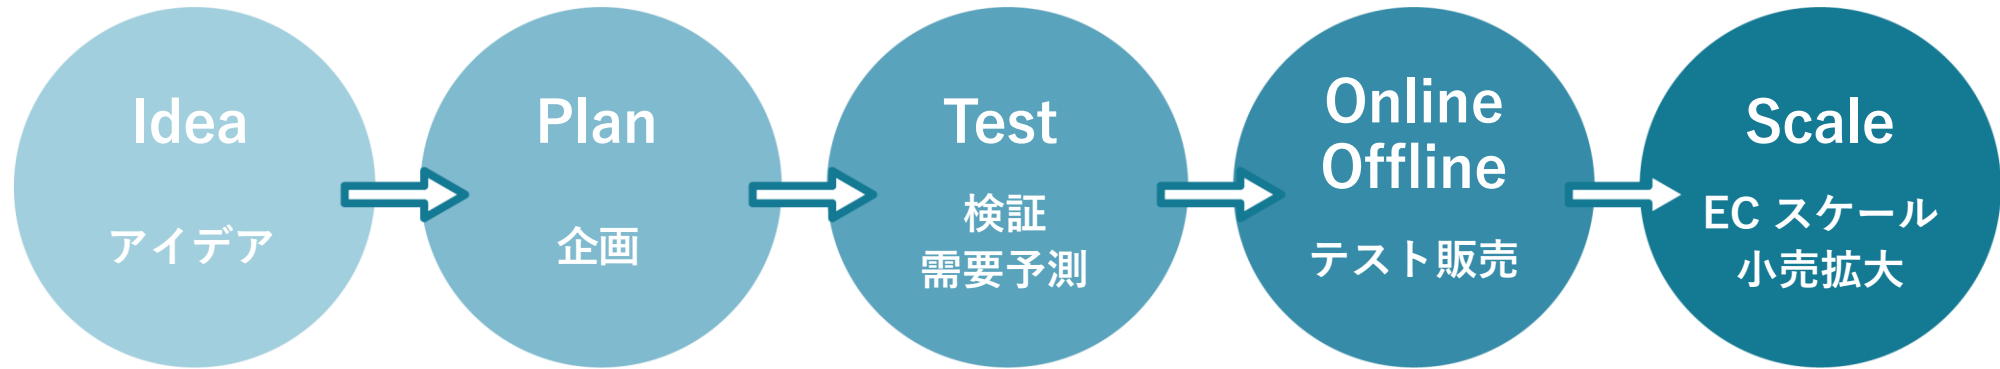 Idea
アイデア
Plan
企画
Test
検証
需要予測
Online
Offline
テスト販売
Scale
EC スケール
小売拡大